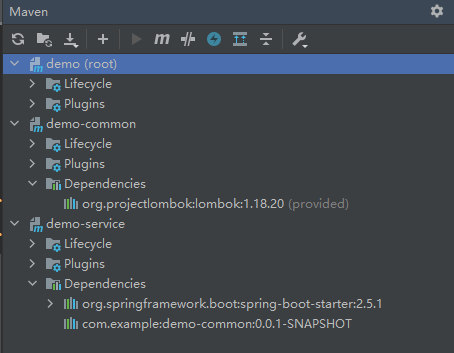 Maven
demo (root)
Lifecycle
Plugins
demo-common
Lifecycle
Plugins
Dependencies
org.projectlombok:lombok:1.18.20 (provided)
demo-service
Lifecycle
Plugins
Dependencies
org.springframework.boot:spring-boot-starter:2.5.1
com.example:demo-common:0.0.1-SNAPSHOT